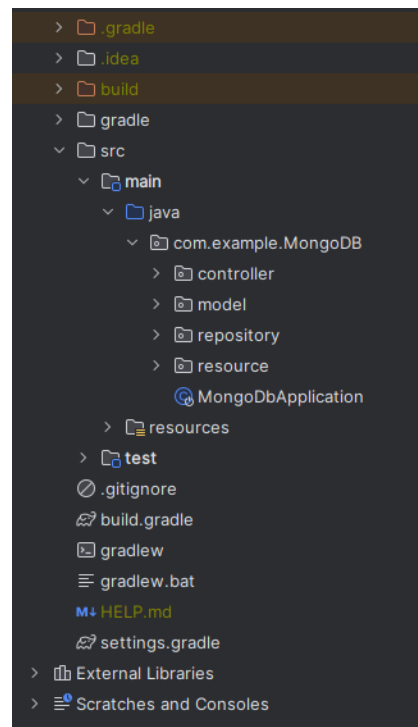 .gradle
.idea
build
gradle
src
main
java
com.example.MongoDB
controller
model
repository
resource
MongoDbApplication
resources
test
.gitignore
build.gradle
gradlew
gradlew.bat
M↓ HELP.md
settings.gradle
External Libraries
Scratches and Consoles